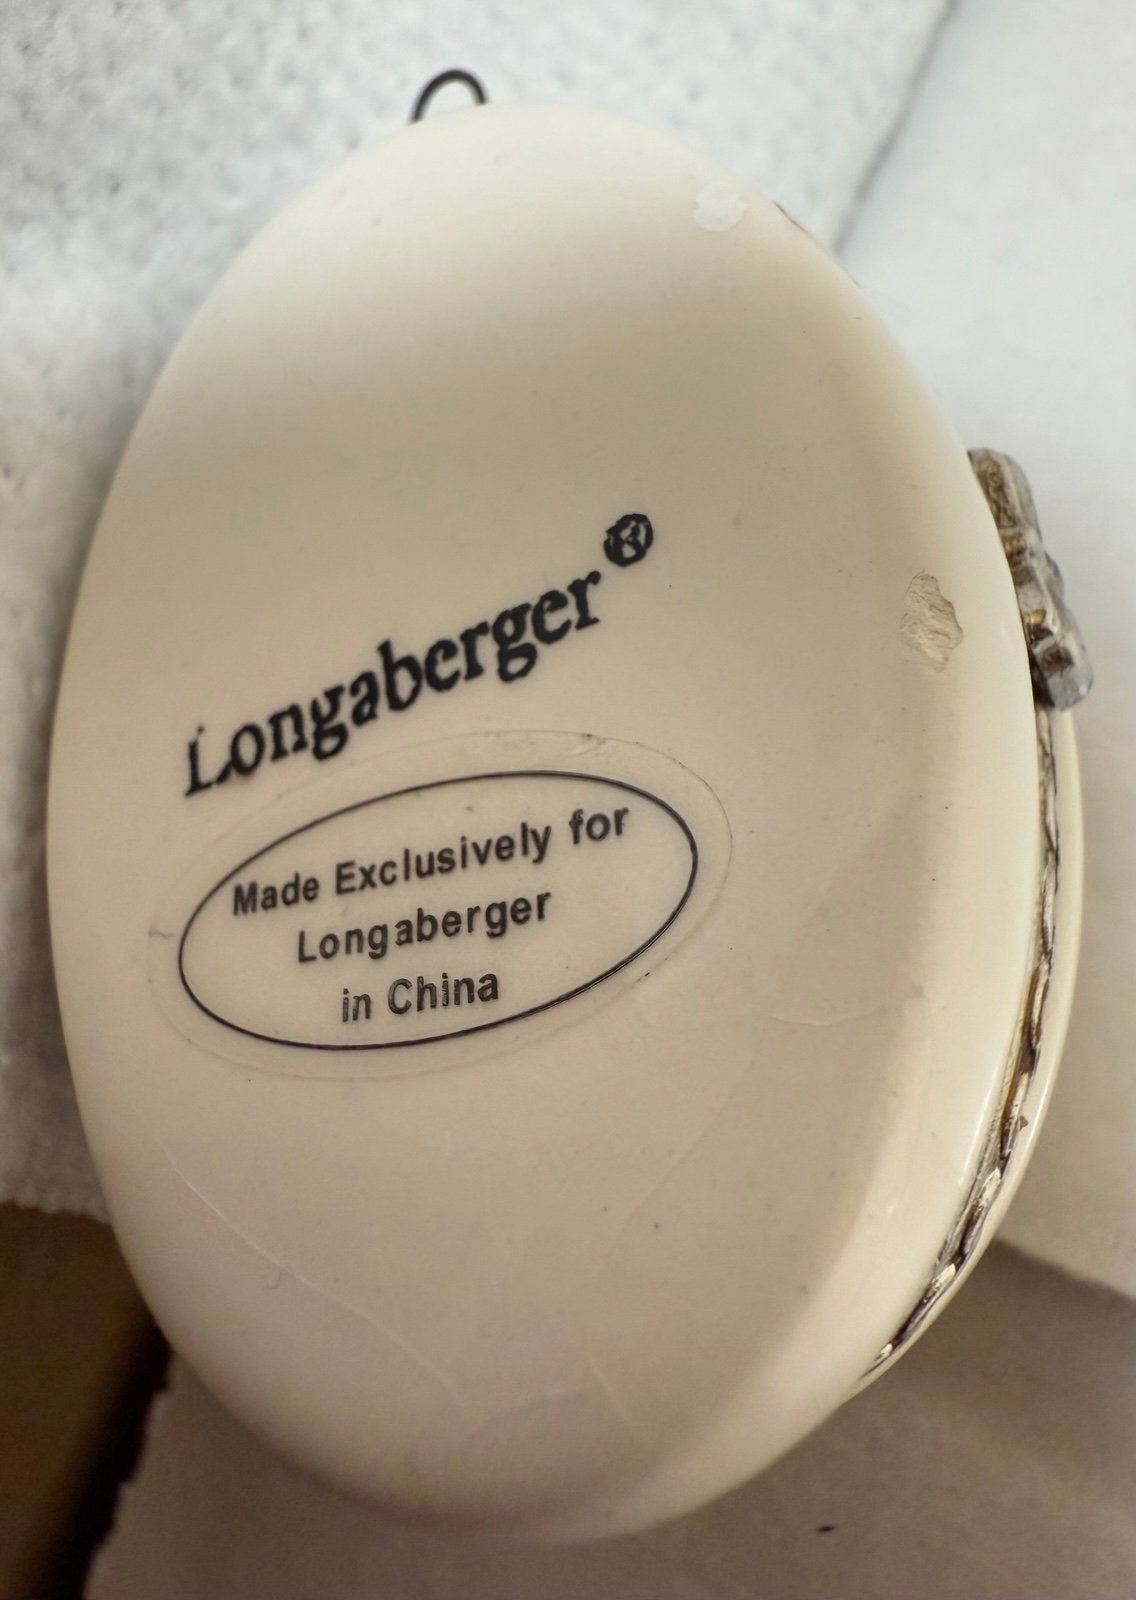 Longaberger®
Made Exclusively for
Longaberger
in China